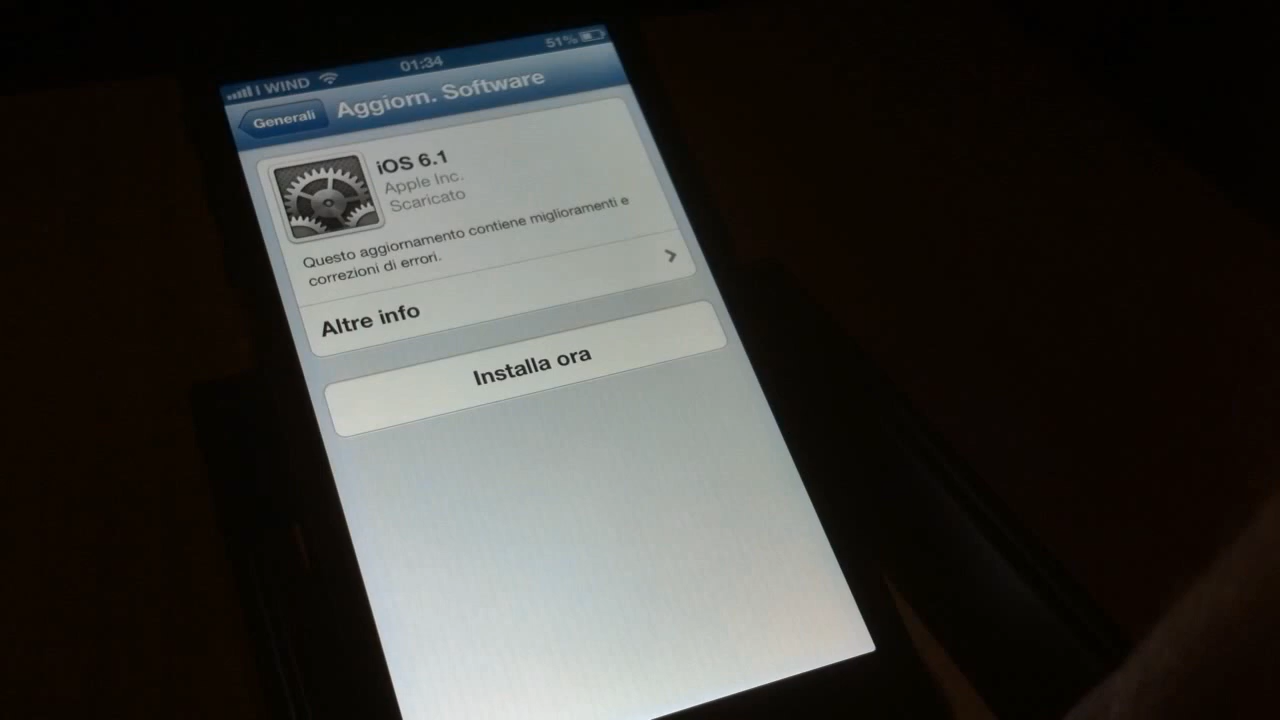 I WIND 01:34 51%
Generali Aggiorn. Software
iOS 6.1
Apple Inc.
Scaricato
Questo aggiornamento contiene miglioramenti e
correzioni di errori.
Altre info
Installa ora